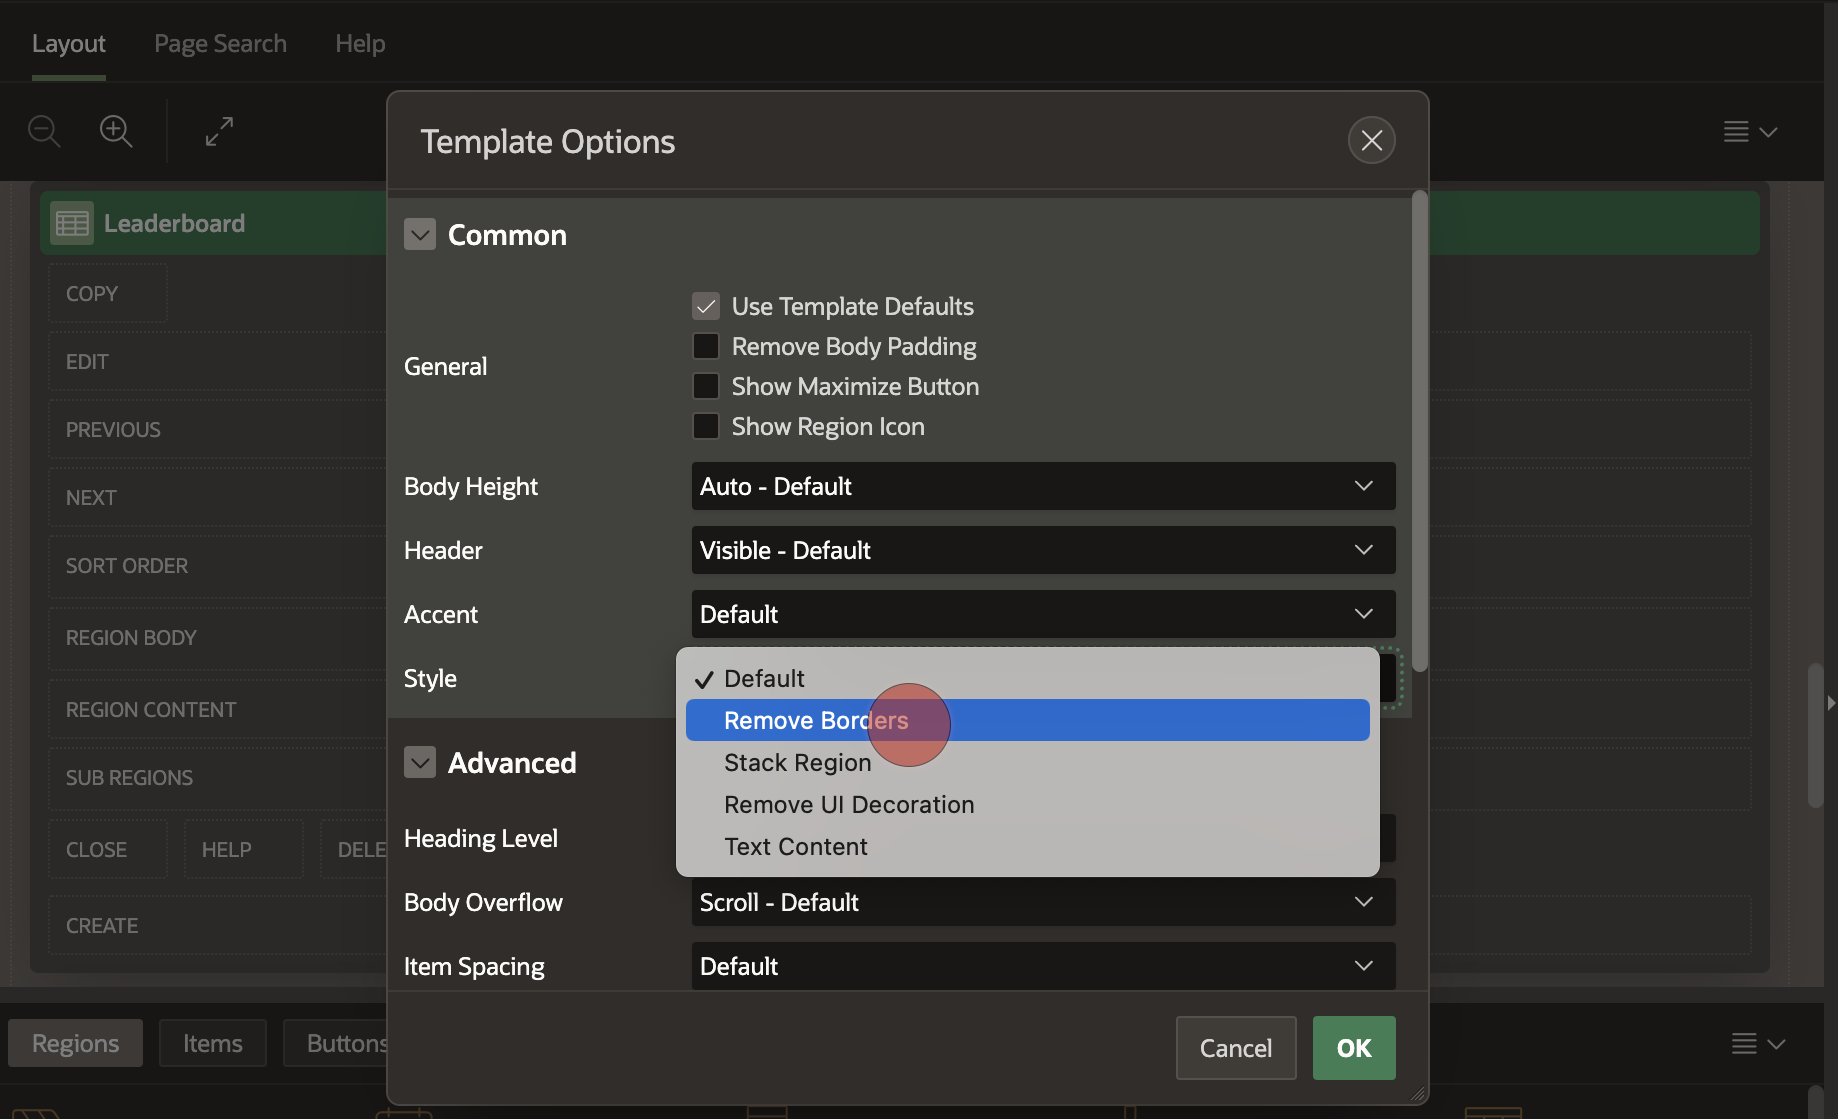 Layout Page Search Help
Template Options
Leaderboard
Common
COPY
Use Template Defaults
Remove Body Padding
EDIT
General
Show Maximize Button
Show Region Icon
PREVIOUS
Body Height Auto - Default
NEXT
Header Visible - Default
SORT ORDER
Accent Default
REGION BODY
Style Default
Remove Borders
REGION CONTENT
Advanced
Stack Region
SUB REGIONS
Remove UI Decoration
Heading Level
Text Content
CLOSE HELP DELE
Body Overflow Scroll - Default
CREATE
Item Spacing Default
Regions Items Buttons
Cancel OK